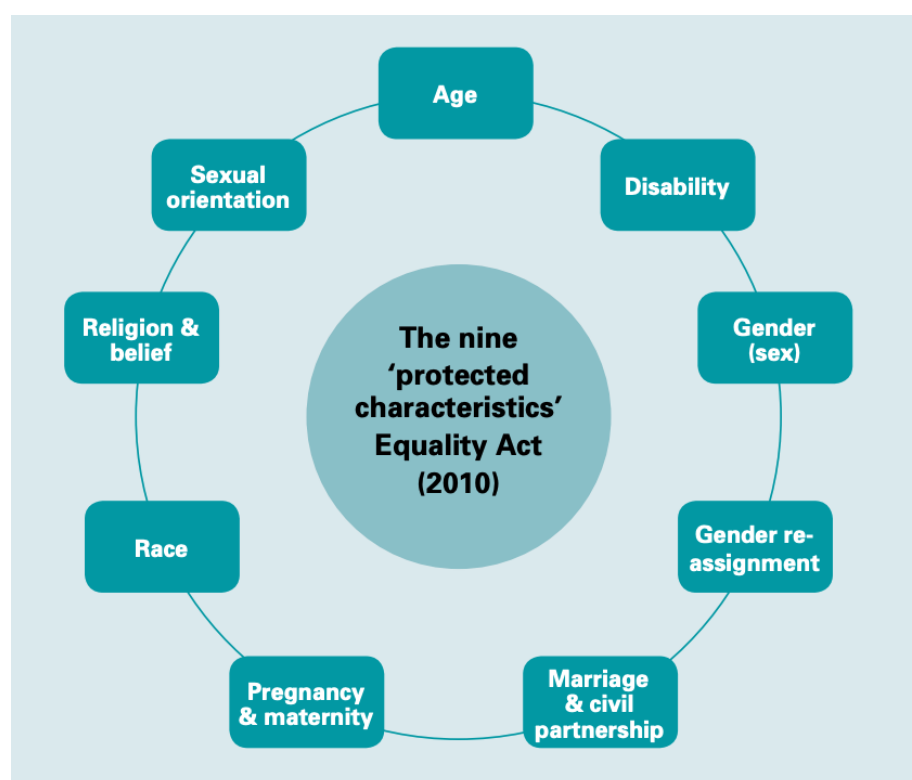 Age
Sexual
orientation
Disability
Religion &
belief
The nine
‘protected
characteristics’
Equality Act
(2010)
Gender
(sex)
Race
Gender re-
assignment
Pregnancy
& maternity
Marriage
& civil
partnership